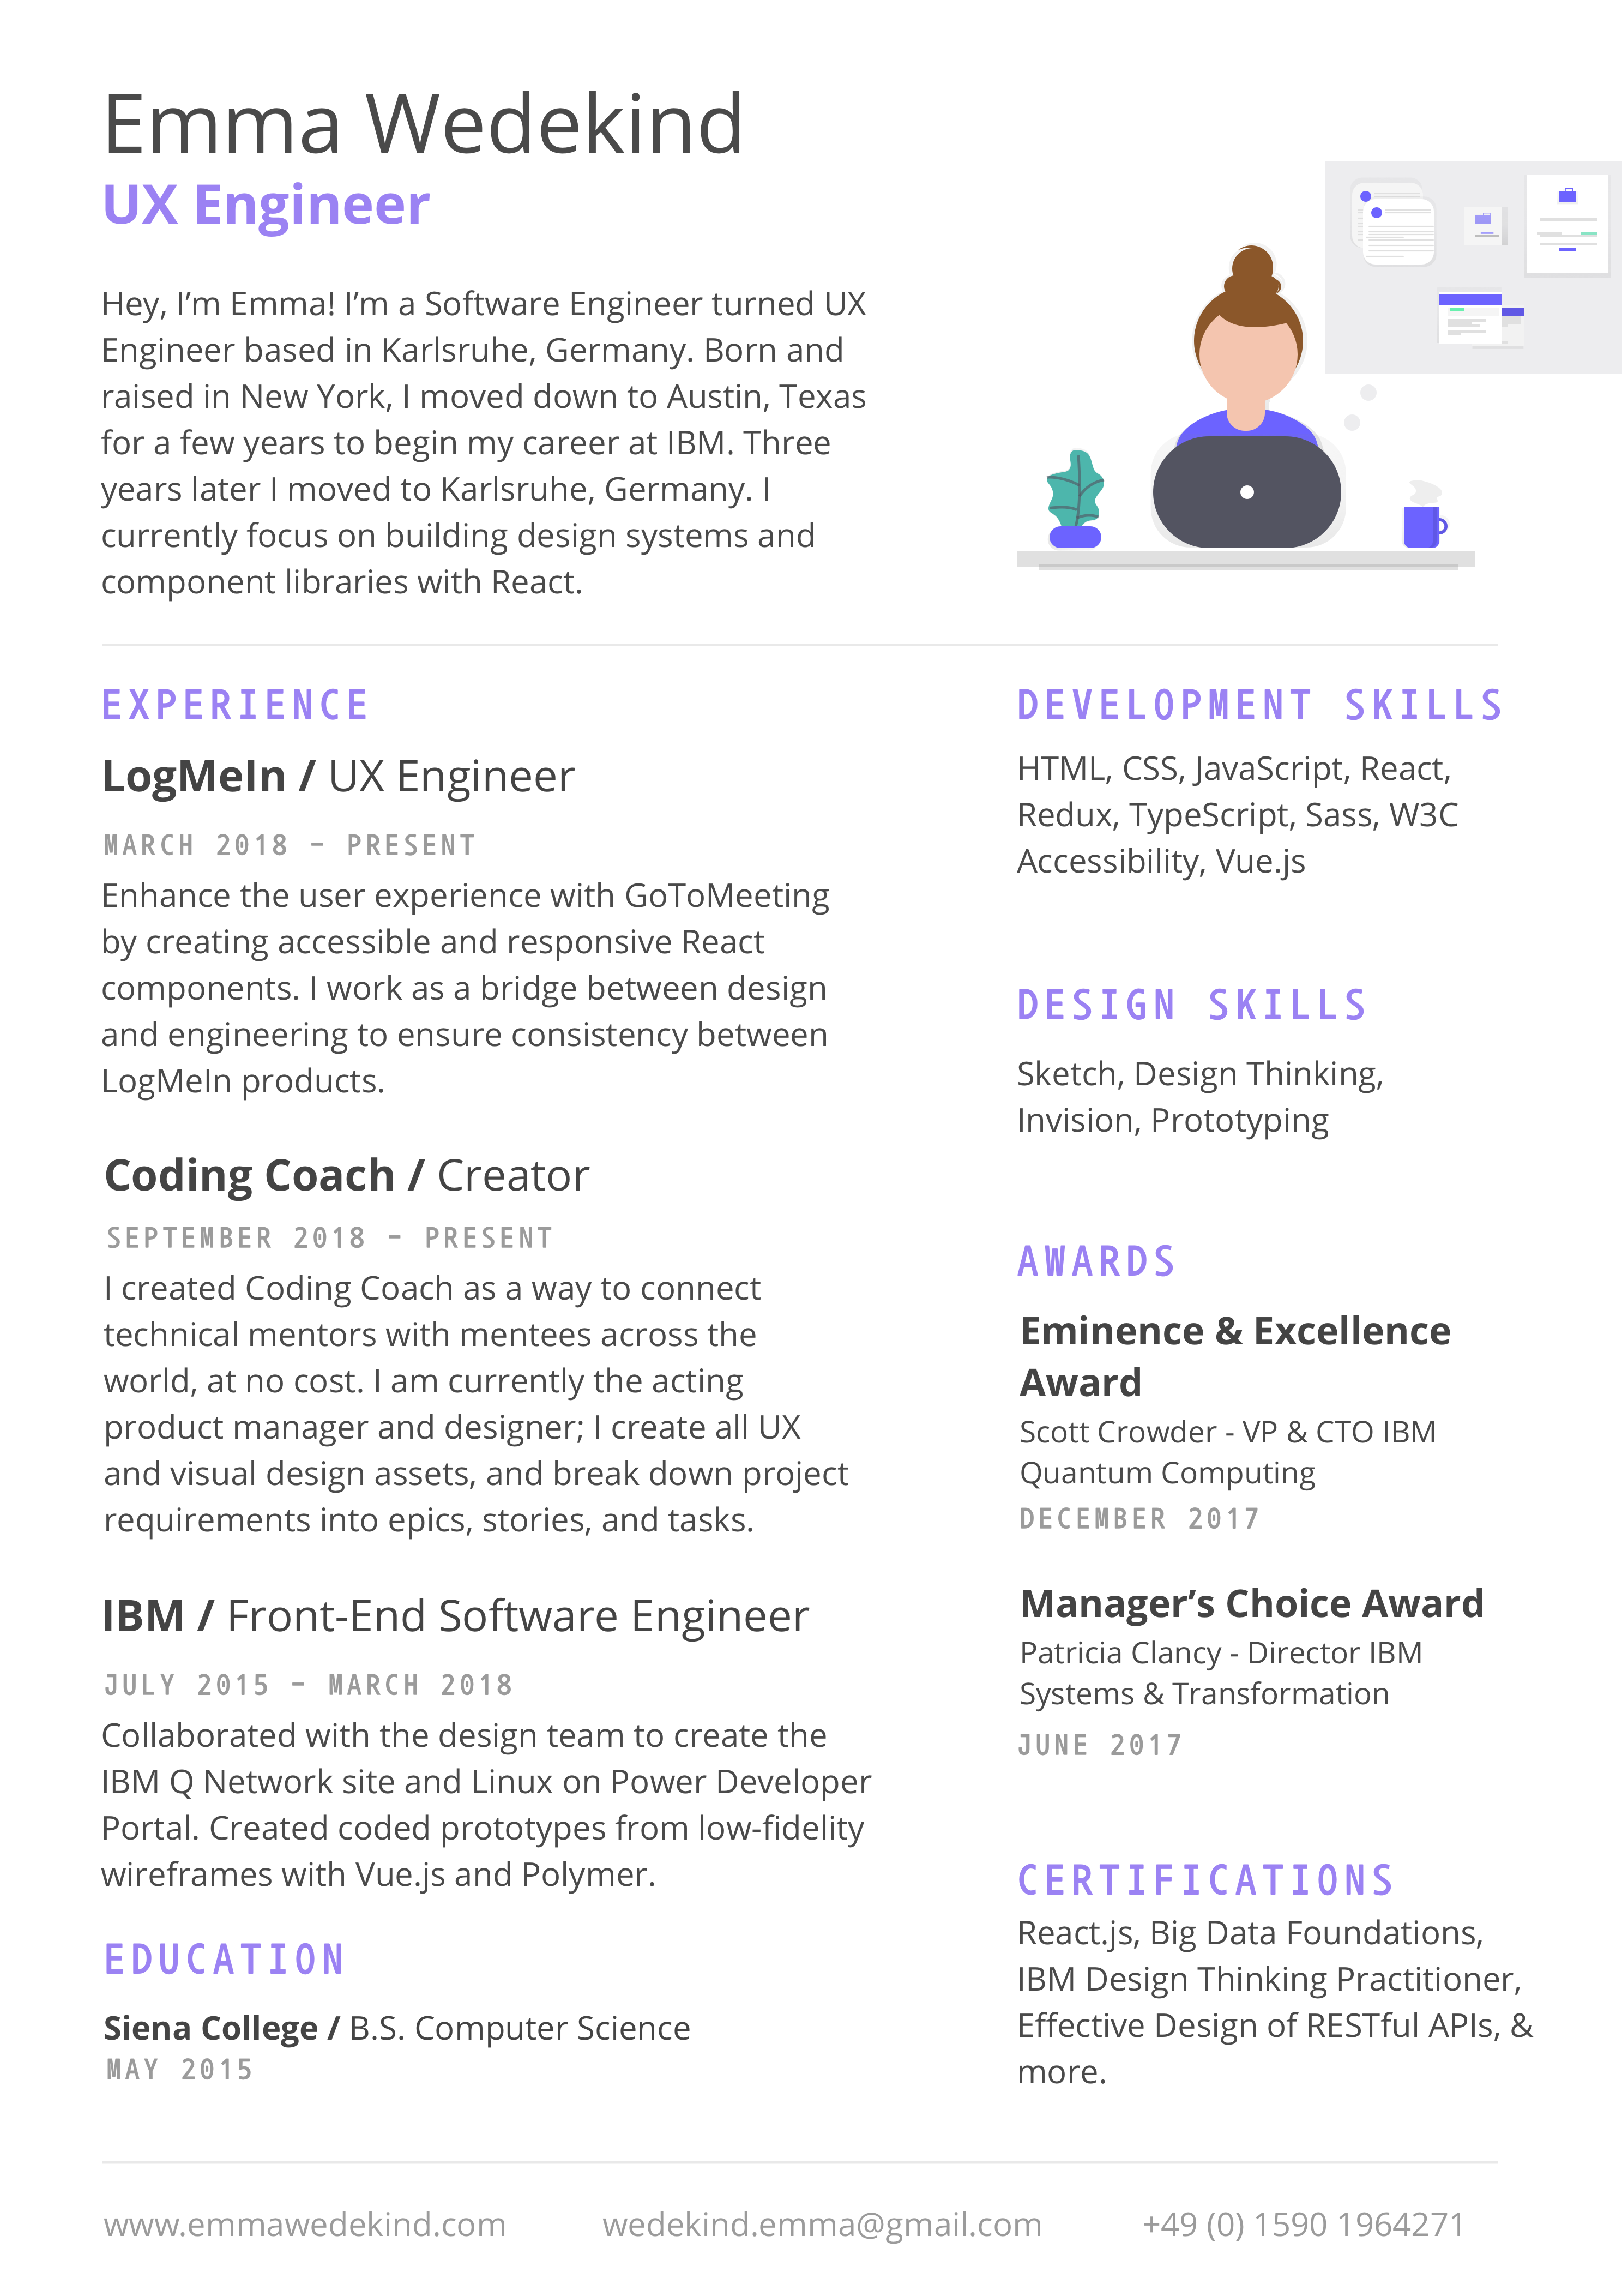 Emma Wedekind
UX Engineer
Hey, I’m Emma! I’m a Software Engineer turned UX
Engineer based in Karlsruhe, Germany. Born and
raised in New York, I moved down to Austin, Texas
for a few years to begin my career at IBM. Three
years later I moved to Karlsruhe, Germany. I
currently focus on building design systems and
component libraries with React.
EXPERIENCE
LogMeIn / UX Engineer
MARCH 2018 – PRESENT
Enhance the user experience with GoToMeeting
by creating accessible and responsive React
components. I work as a bridge between design
and engineering to ensure consistency between
LogMeIn products.
Coding Coach / Creator
SEPTEMBER 2018 – PRESENT
I created Coding Coach as a way to connect
technical mentors with mentees across the
world, at no cost. I am currently the acting
product manager and designer; I create all UX
and visual design assets, and break down project
requirements into epics, stories, and tasks.
IBM / Front-End Software Engineer
JULY 2015 – MARCH 2018
Collaborated with the design team to create the
IBM Q Network site and Linux on Power Developer
Portal. Created coded prototypes from low-fidelity
wireframes with Vue.js and Polymer.
EDUCATION
Siena College / B.S. Computer Science
MAY 2015
DEVELOPMENT SKILLS
HTML, CSS, JavaScript, React,
Redux, TypeScript, Sass, W3C
Accessibility, Vue.js
DESIGN SKILLS
Sketch, Design Thinking,
Invision, Prototyping
AWARDS
Eminence & Excellence
Award
Scott Crowder - VP & CTO IBM
Quantum Computing
DECEMBER 2017
Manager’s Choice Award
Patricia Clancy - Director IBM
Systems & Transformation
JUNE 2017
CERTIFICATIONS
React.js, Big Data Foundations,
IBM Design Thinking Practitioner,
Effective Design of RESTful APIs, &
more.
www.emmawedekind.com
wedekind.emma@gmail.com
+49 (0) 1590 1964271